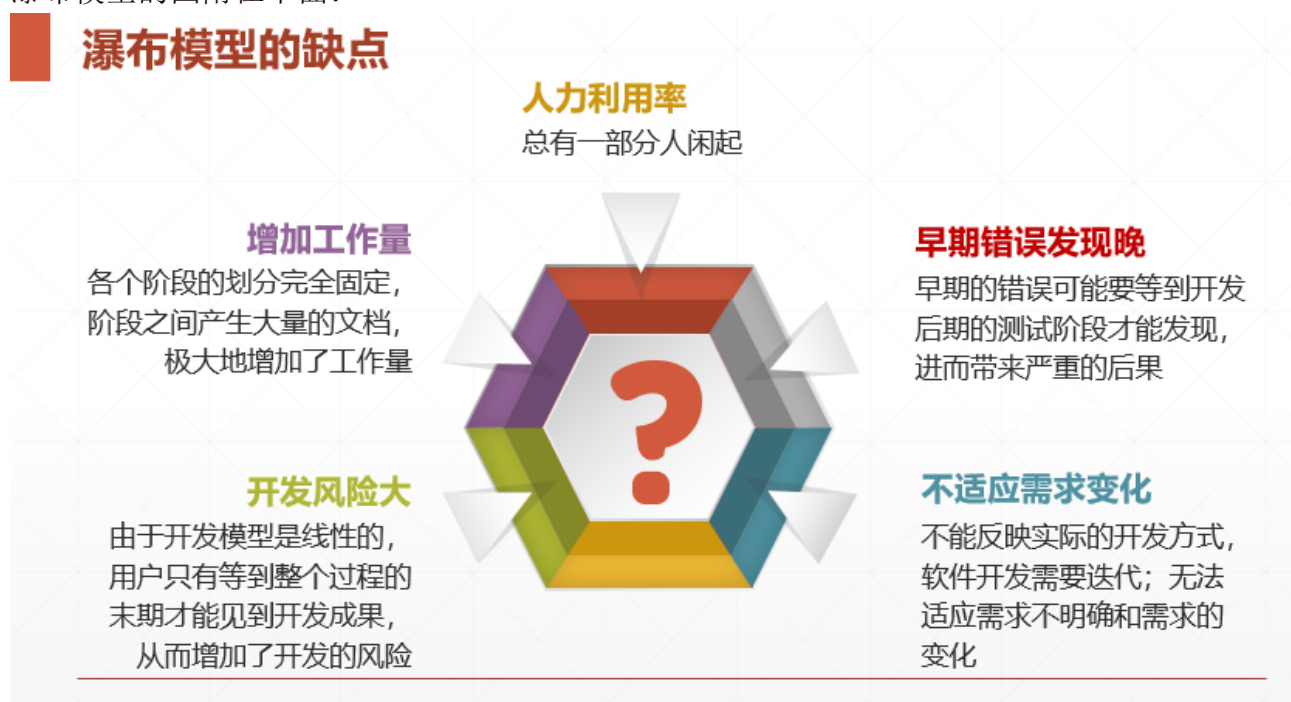 瀑布模型的缺点
人力利用率
总有一部分人闲起
增加工作量
各个阶段的划分完全固定，
阶段之间产生大量的文档，
极大地增加了工作量
早期错误发现晚
早期的错误可能要等到开发
后期的测试阶段才能发现，
进而带来严重的后果
开发风险大
由于开发模型是线性的，
用户只有等到整个过程的
末期才能见到开发成果，
从而增加了开发的风险
不适应需求变化
不能反映实际的开发方式，
软件开发需要迭代；无法
适应需求不明确和需求的
变化
?